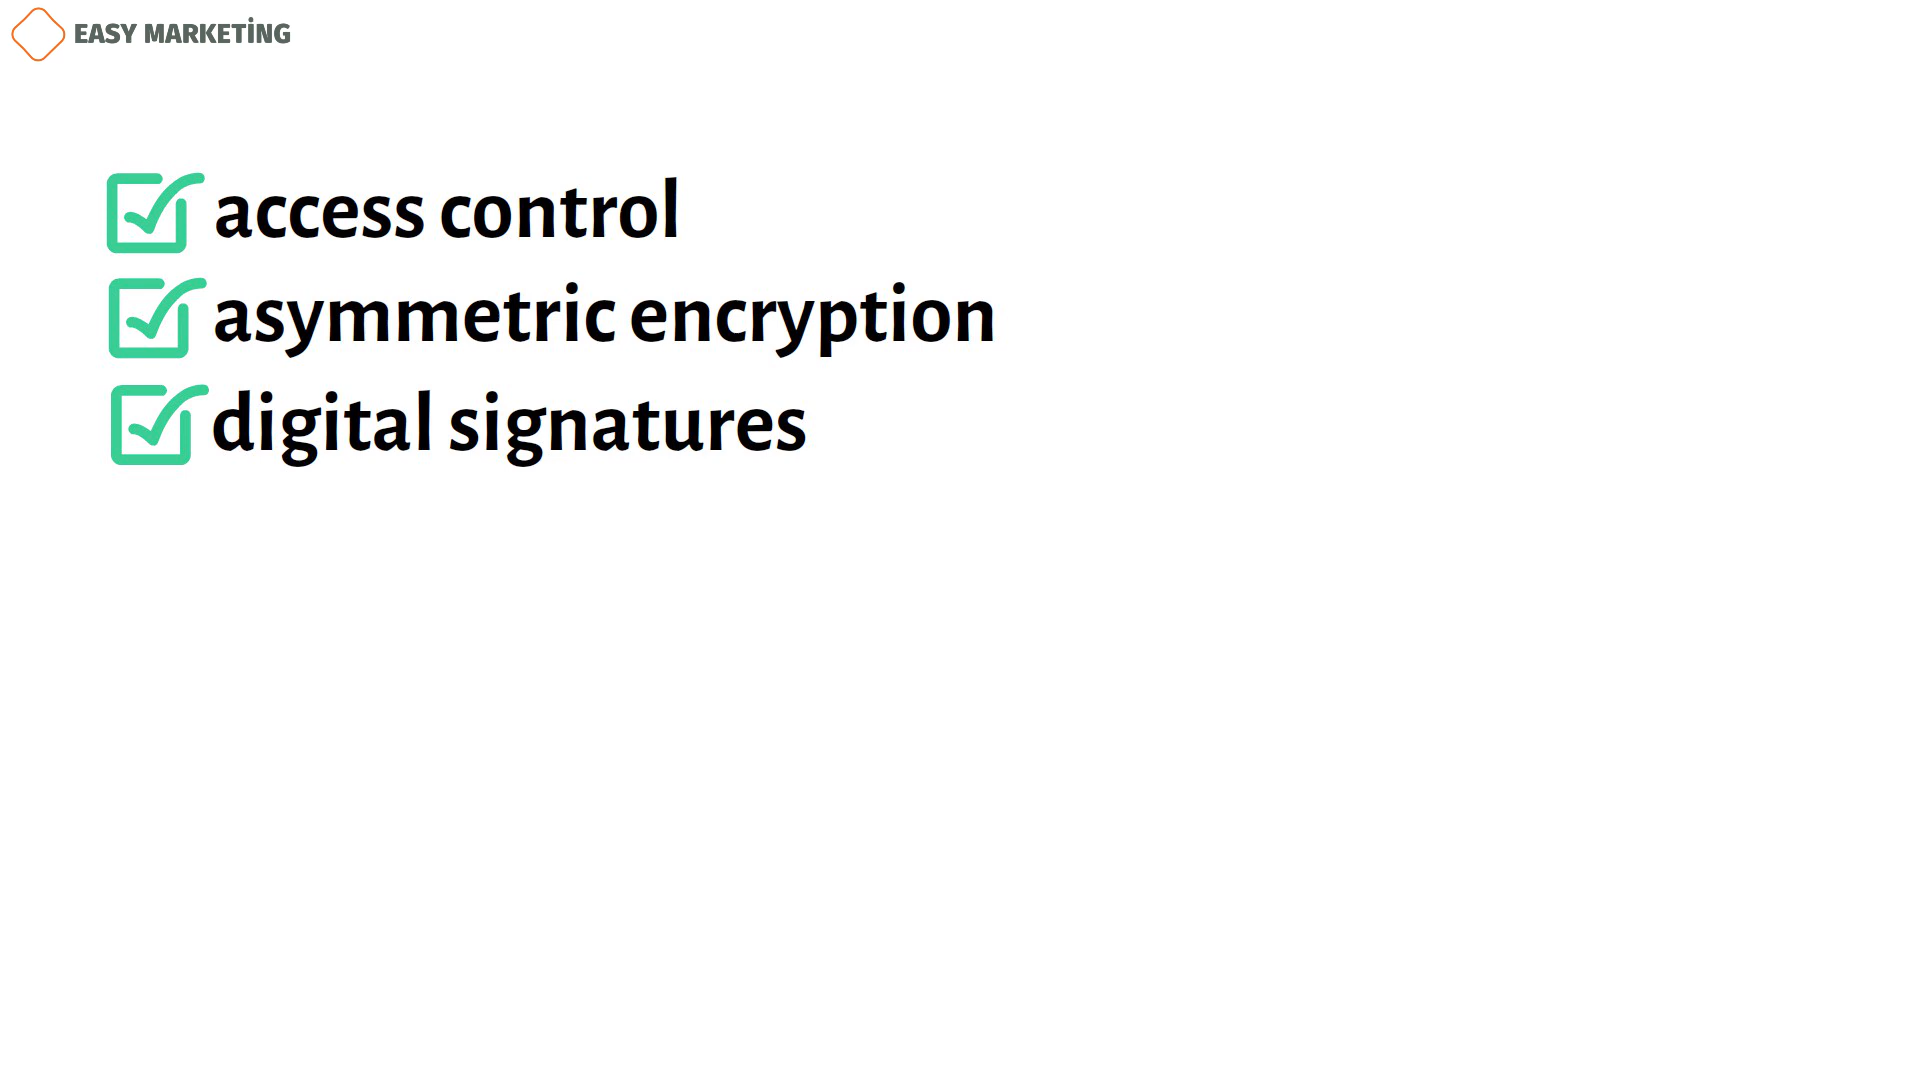 EASY MARKETİNG
access control
asymmetric encryption
digital signatures